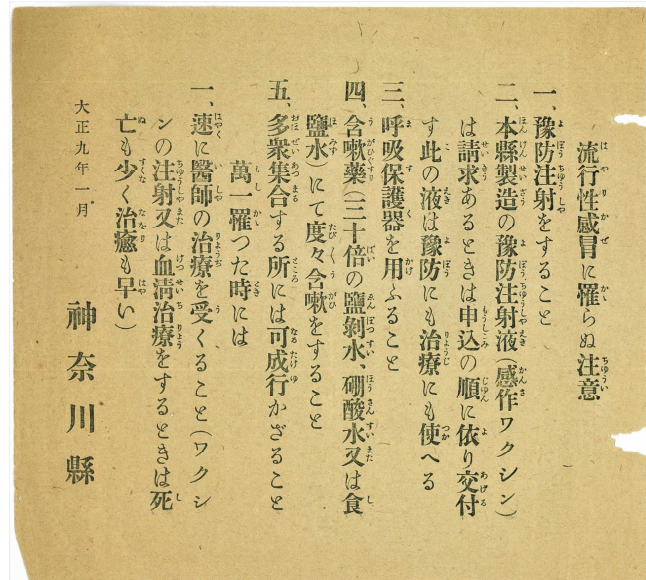 流行性感冒に罹らぬ注意
一、豫防注射をすること
二、本縣製造の豫防注射液(感作ワクシン)
は請求あるときは申込の順に依り交付
す此の液は豫防にも治療にも使へる
三、呼吸保護器を用ふること
四、含嗽藥(三十倍の鹽剝水、硼酸水又は食
鹽水)にて度々含嗽をすること
五、多衆集合する所には可成行かざること
萬一罹つた時には
一、速に醫師の治療を受くること(ワクシ
ンの注射又は血淸治療をするときは死
亡も少く治癒も早い)
大正九年一月
神奈川縣